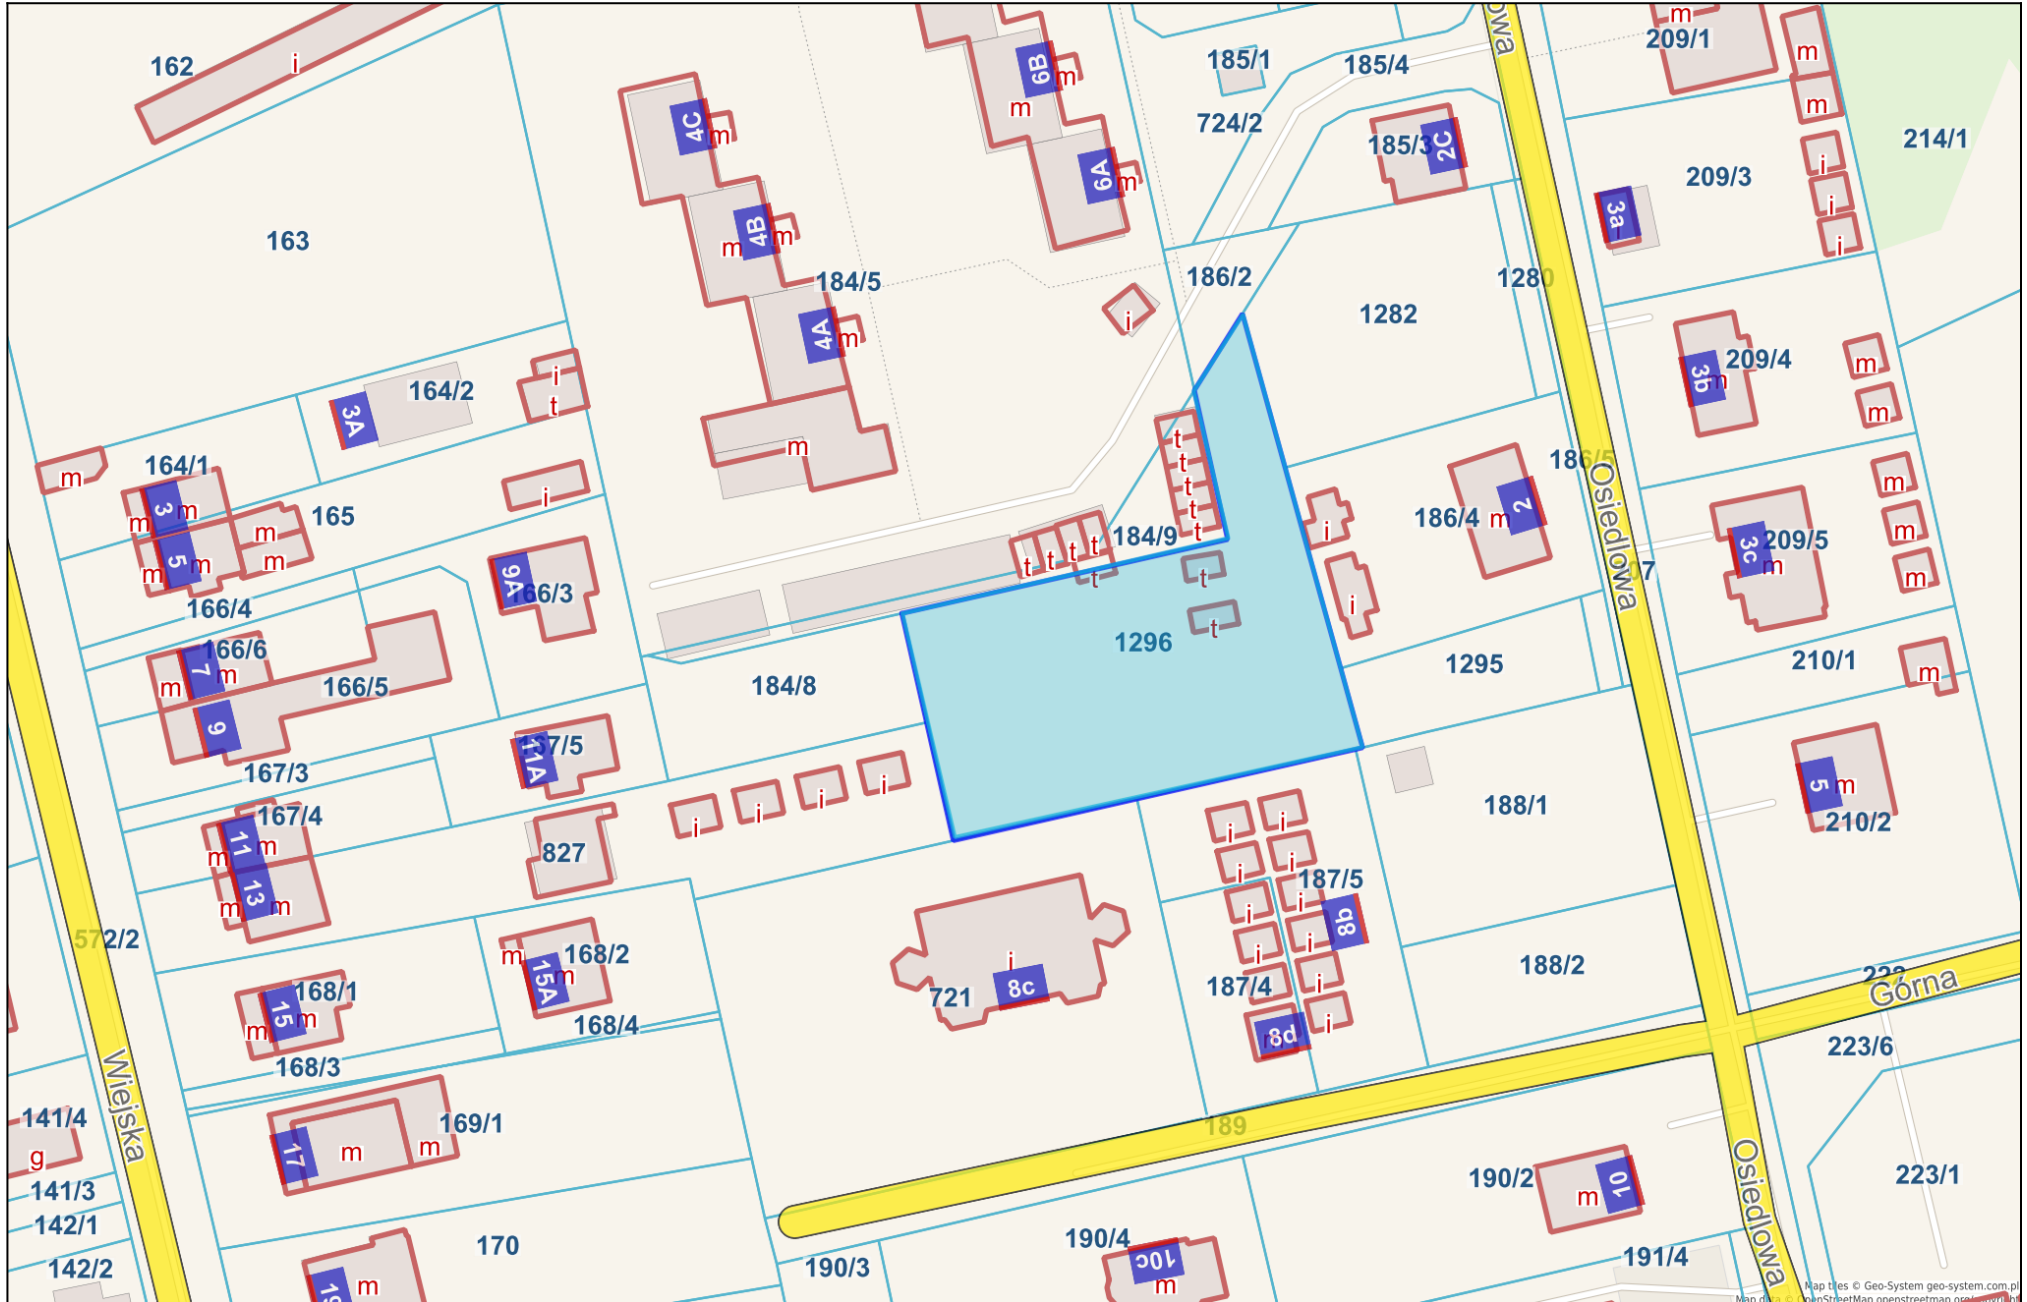 162
i
163
4C
m
4B
m
m
184/5
4A
m
m
6B
m
m
6A
m
i
185/1
724/2
185/4
185/3
2C
186/2
1282
1280
209/1
m
m
m
209/3
3a
i
i
i
214/1
209/4
3b
m
m
m
164/2
3A
i
t
164/1
m
3
m
m
165
m
i
5
m
m
m
166/4
9A
166/3
166/6
7
m
m
166/5
9
184/8
184/9
t
t
t
t
t
t
t
t
t
t
t
t
1296
i
i
186/4
m
2
186/5
Osiedlowa
1295
209/5
3c
m
m
m
m
210/1
m
5
m
210/2
167/3
11A
167/5
167/4
11
m
m
13
m
m
827
i
i
i
i
572/2
168/2
m
15A
m
168/1
15
m
m
168/3
168/4
721
i
8c
i
i
i
i
i
i
i
i
i
i
i
187/5
8b
187/4
8d
188/1
188/2
Górna
223/6
Wiejska
141/4
g
141/3
142/1
142/2
169/1
17
m
m
170
m
189
190/3
190/4
10c
m
190/2
m
10
191/4
Osiedlowa
223/1
Map tiles © Geo-System geo-system.com.pl